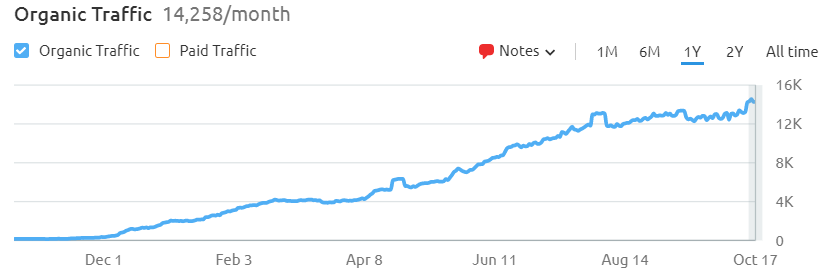 Organic Traffic 14,258/month
Organic Traffic Paid Traffic Notes 1M 6M 1Y 2Y All time
16K
12K
8K
4K
0
Dec 1 Feb 3 Apr 8 Jun 11 Aug 14 Oct 17